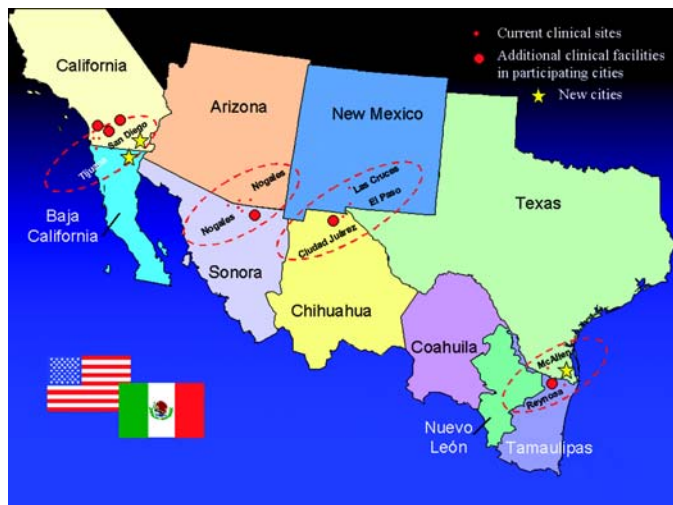 Current clinical sites
Additional clinical facilities
in participating cities
New cities
California
Arizona
New Mexico
Texas
San Diego
Tijuana
Nogales
Nogales
Las Cruces
El Paso
Ciudad Juárez
Baja
California
Sonora
Chihuahua
Coahuila
McAllen
Reynosa
Nuevo
León
Tamaulipas